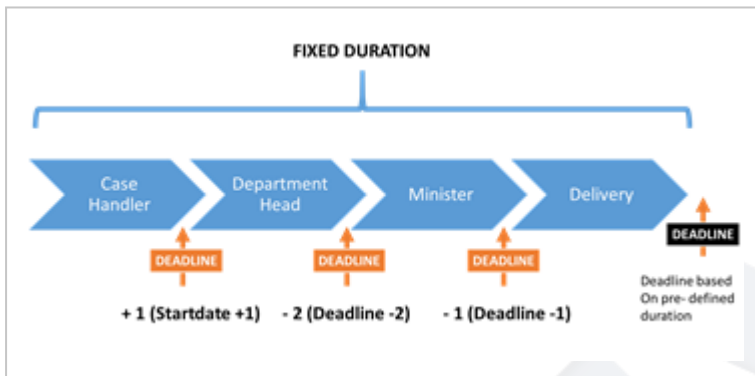 FIXED DURATION
Case
Handler
Department
Head
Minister
Delivery
DEADLINE
DEADLINE
DEADLINE
DEADLINE
+ 1 (Startdate +1)
- 2 (Deadline -2)
- 1 (Deadline -1)
Deadline based
On pre- defined
duration